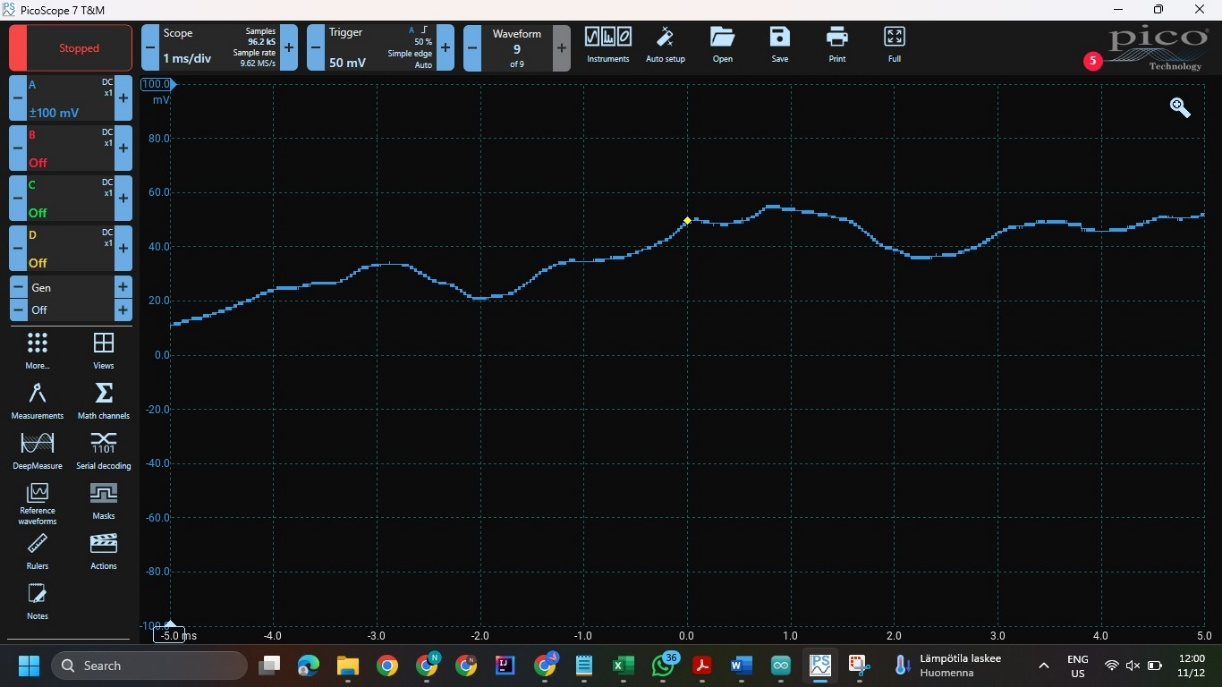 PicoScope 7 T&M
Stopped
Scope
1 ms/div
Samples
96.2 kS
Sample rate
9.62 MS/s
Trigger
50 mV
A
50 %
Simple edge
Auto
Waveform
9
of 9
Instruments
Auto setup
Open
Save
Print
Full
5
pico
Technology
A
DC
x1
±100 mV
B
DC
x1
Off
C
DC
x1
Off
D
DC
x1
Off
Gen
Off
More...
Views
Measurements
Math channels
DeepMeasure
1101
Serial decoding
Reference
waveforms
Masks
Rulers
Actions
Notes
100.0
mV
80.0
60.0
40.0
20.0
0.0
-20.0
-40.0
-60.0
-80.0
-100.0
-5.0 ms
-4.0
-3.0
-2.0
-1.0
0.0
1.0
2.0
3.0
4.0
5.0
Search
36
Lämpötila laskee
Huomenna
ENG
US
12:00
11/12